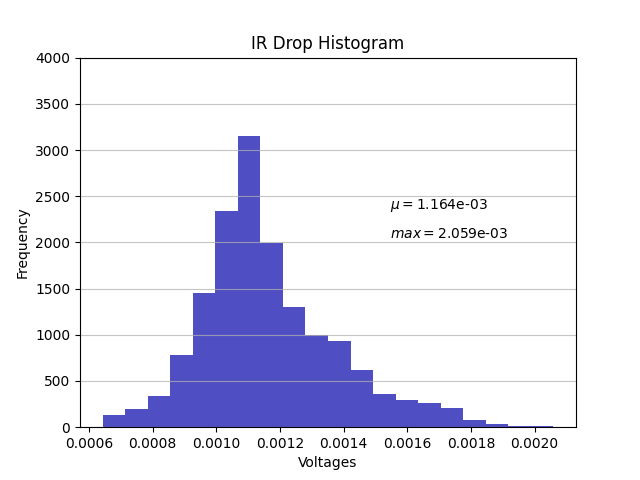 IR Drop Histogram
4000
3500
3000
2500
2000
1500
1000
500
0
Frequency
μ = 1.164e-03
max = 2.059e-03
0.0006 0.0008 0.0010 0.0012 0.0014 0.0016 0.0018 0.0020
Voltages